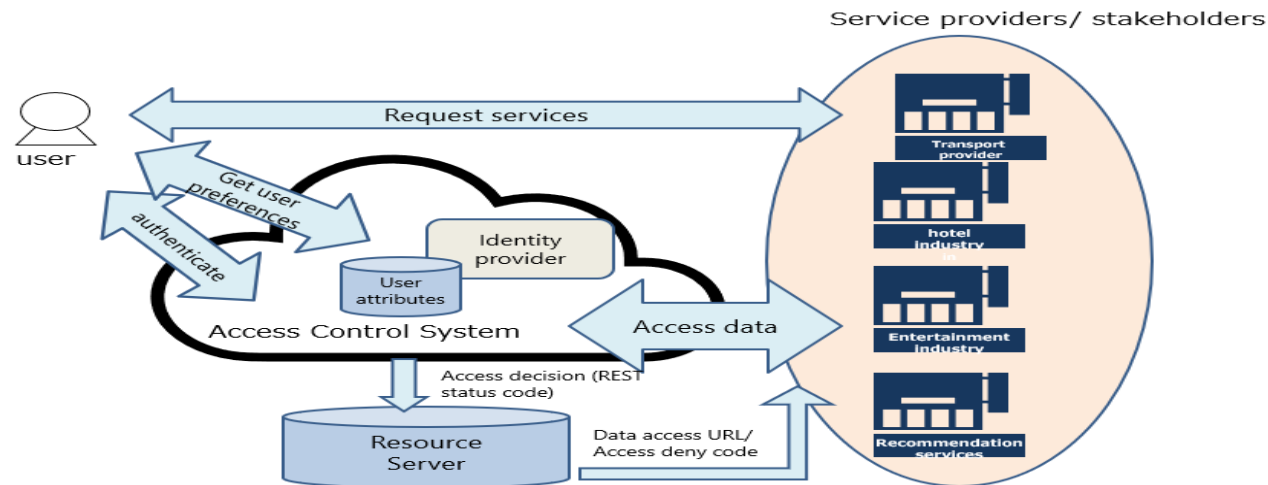 Service providers/ stakeholders
Request services
user
Transport
provider
Get user
preferences
authenticate
Identity
provider
hotel
industry
in
User
attributes
Access Control System
Access data
Entertainment
industry
Access decision (REST
status code)
Resource
Server
Data access URL/
Access deny code
Recommendation
services